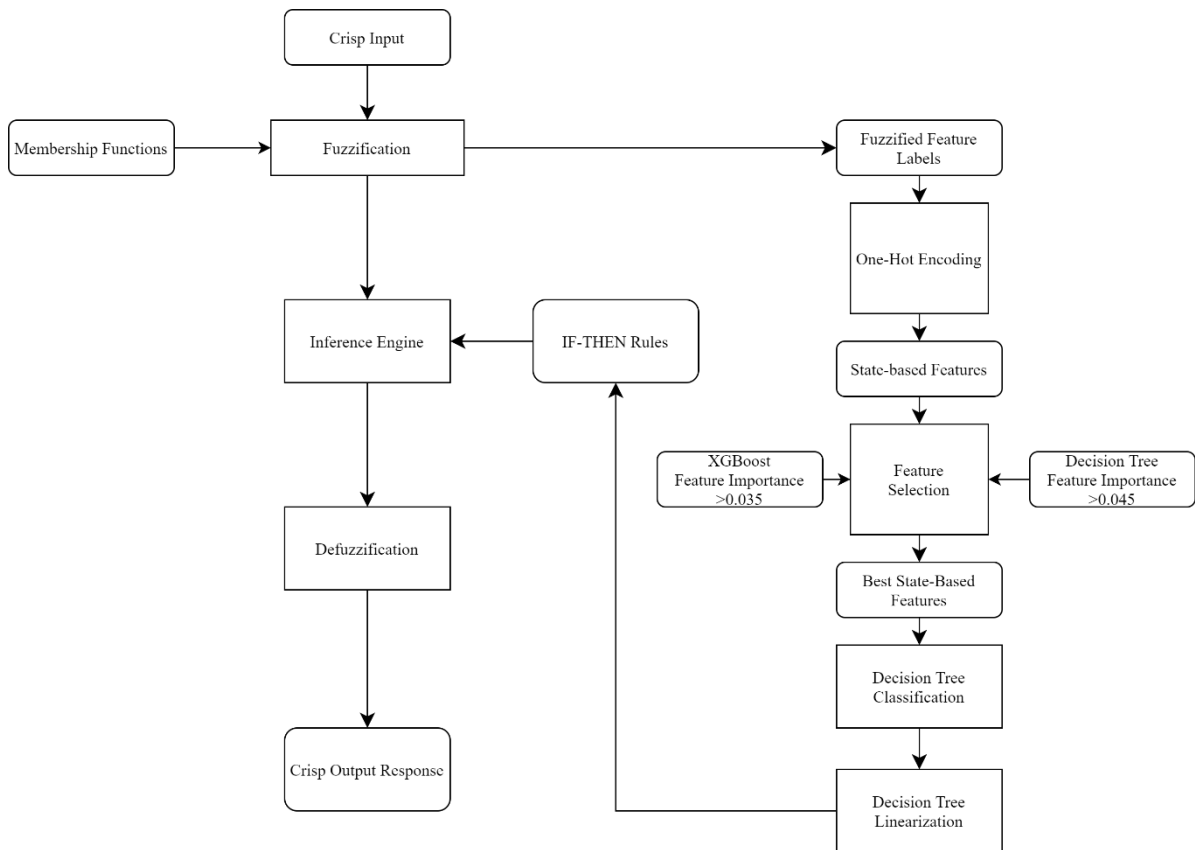 Crisp Input
Membership Functions
Fuzzification
Fuzzified Feature
Labels
One-Hot Encoding
Inference Engine
IF-THEN Rules
State-based Features
XGBoost
Feature Importance
>0.035
Feature
Selection
Decision Tree
Feature Importance
>0.045
Defuzzification
Best State-Based
Features
Decision Tree
Classification
Crisp Output Response
Decision Tree
Linearization